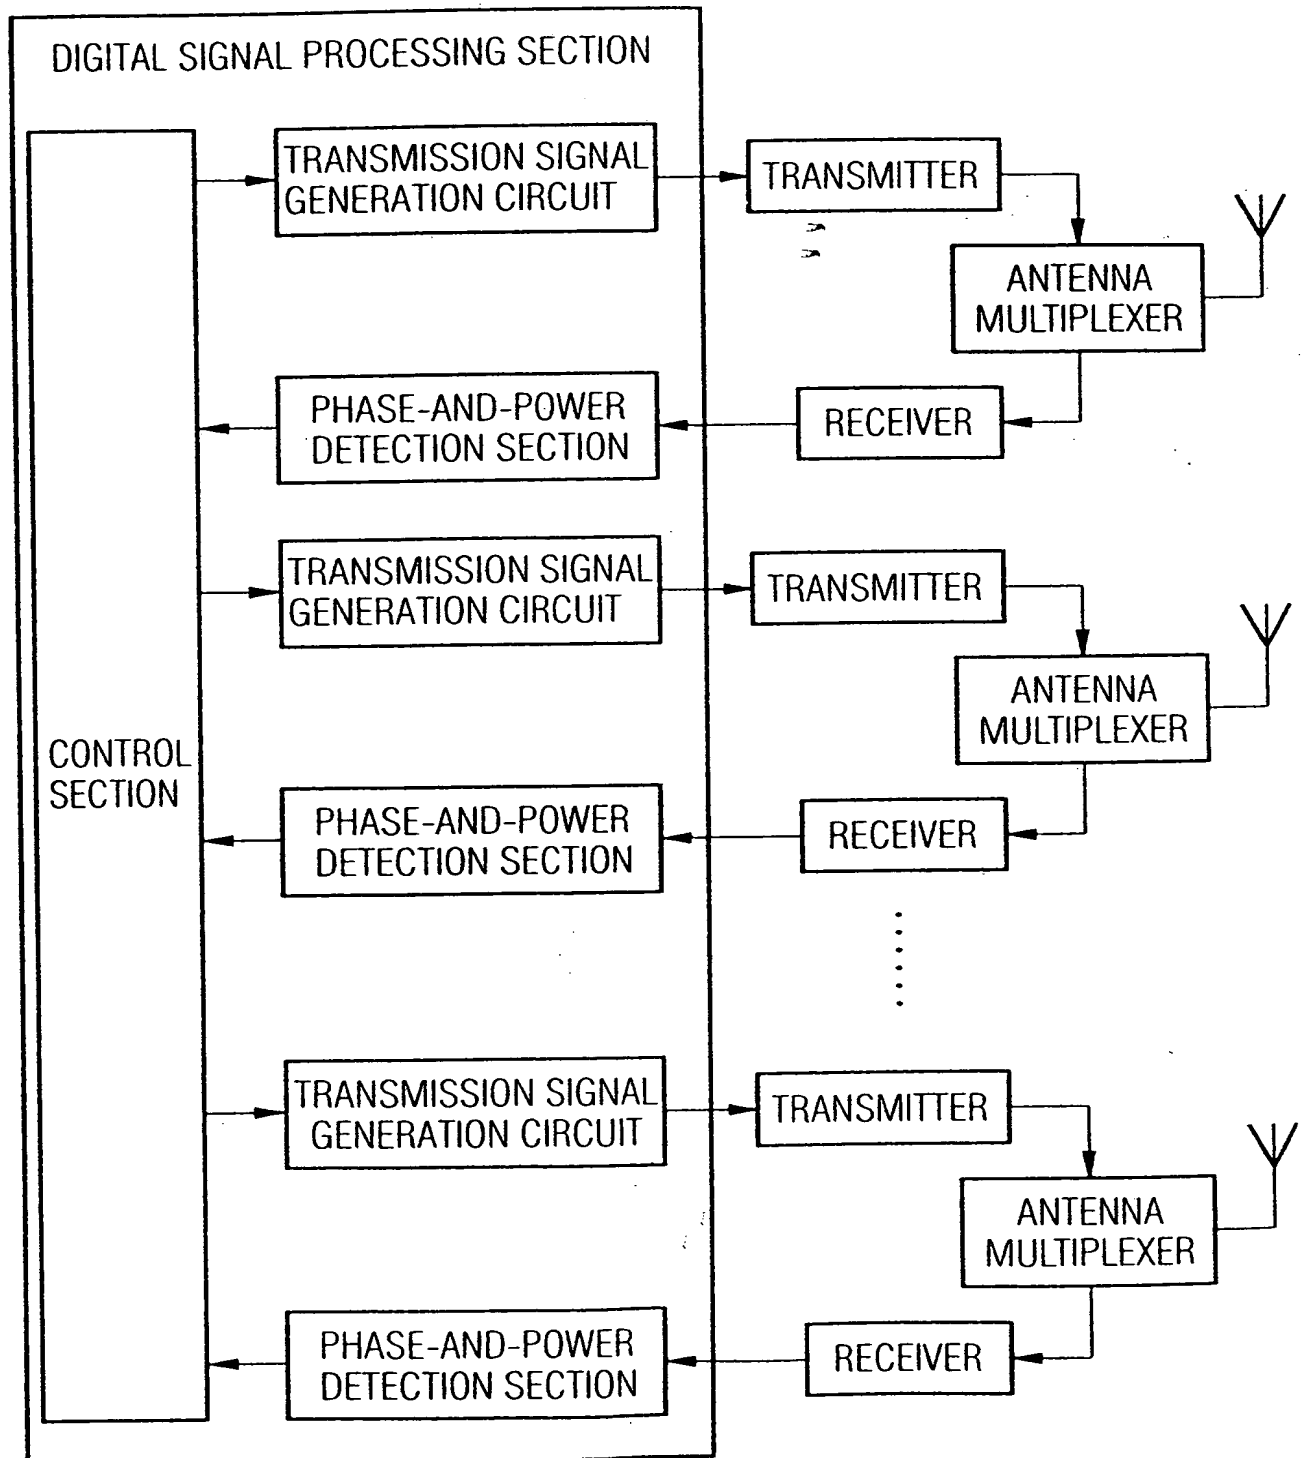 DIGITAL SIGNAL PROCESSING SECTION
TRANSMISSION SIGNAL
GENERATION CIRCUIT
TRANSMITTER
ANTENNA
MULTIPLEXER
PHASE-AND-POWER
DETECTION SECTION
RECEIVER
TRANSMISSION SIGNAL
GENERATION CIRCUIT
TRANSMITTER
ANTENNA
MULTIPLEXER
CONTROL
SECTION
PHASE-AND-POWER
DETECTION SECTION
RECEIVER
TRANSMISSION SIGNAL
GENERATION CIRCUIT
TRANSMITTER
ANTENNA
MULTIPLEXER
PHASE-AND-POWER
DETECTION SECTION
RECEIVER